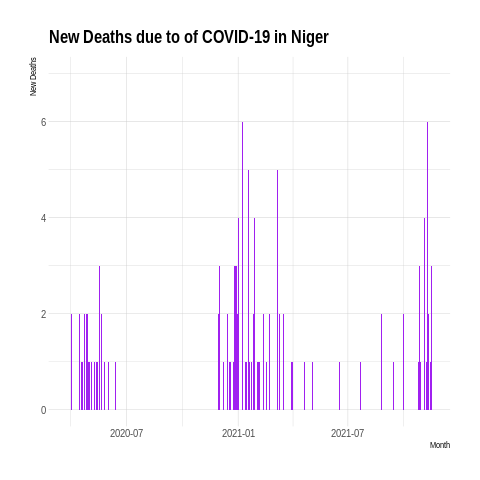 New Deaths due to of COVID-19 in Niger
New Deaths
6
4
2
0
2020-07
2021-01
2021-07
Month